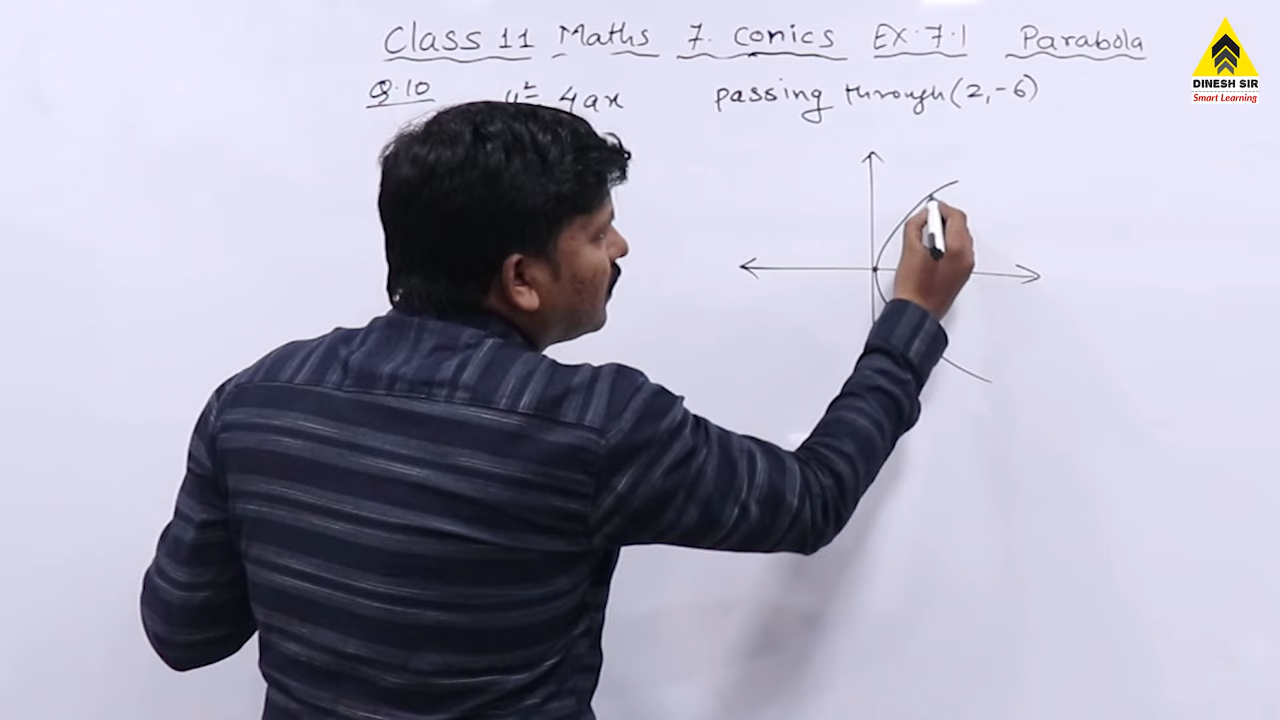 Class 11 Maths 7. Conics EX.7.1 Parabola
Q.10 y² = 4ax passing through (2,-6)
DINESH SIR
Smart Learning